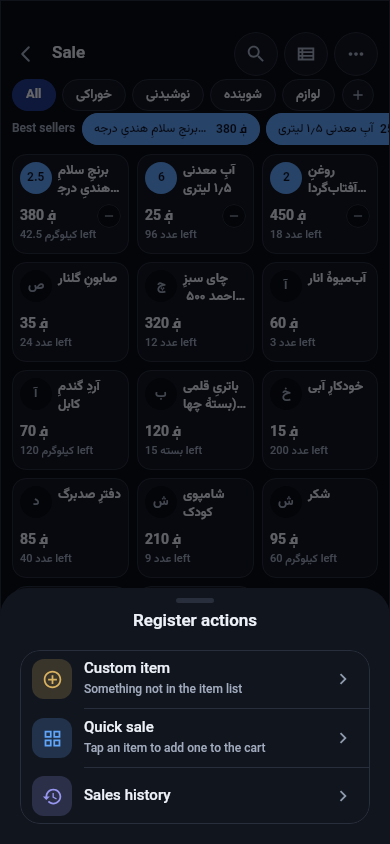 Sale
All
خوراکی
نوشیدنی
شوینده
لوازم
Best sellers
برنجِ سلام هندیِ درجه…
380 ؋
آبِ معدنی ۱٫۵ لیتری
2.5
برنجِ سلام
هندیِ درج…
380 ؋
42.5 کیلوگرم left
6
آبِ معدنی
۱٫۵ لیتری
25 ؋
96 عدد left
2
روغنِ
آفتاب‌گردا…
450 ؋
18 عدد left
ص
صابونِ گلنار
35 ؋
24 عدد left
چ
چای سبزِ
احمد ۵۰۰…
320 ؋
12 عدد left
آ
آب‌میوهٔ انار
60 ؋
3 عدد left
آ
آردِ گندمِ
کابل
70 ؋
120 کیلوگرم left
ب
باتریِ قلمی
(بستهٔ چها…
120 ؋
15 بسته left
خ
خودکارِ آبی
15 ؋
200 عدد left
د
دفترِ صدبرگ
85 ؋
40 عدد left
ش
شامپوی
کودک
210 ؋
9 عدد left
ش
شکر
95 ؋
60 کیلوگرم left
Register actions
Custom item
Something not in the item list
Quick sale
Tap an item to add one to the cart
Sales history